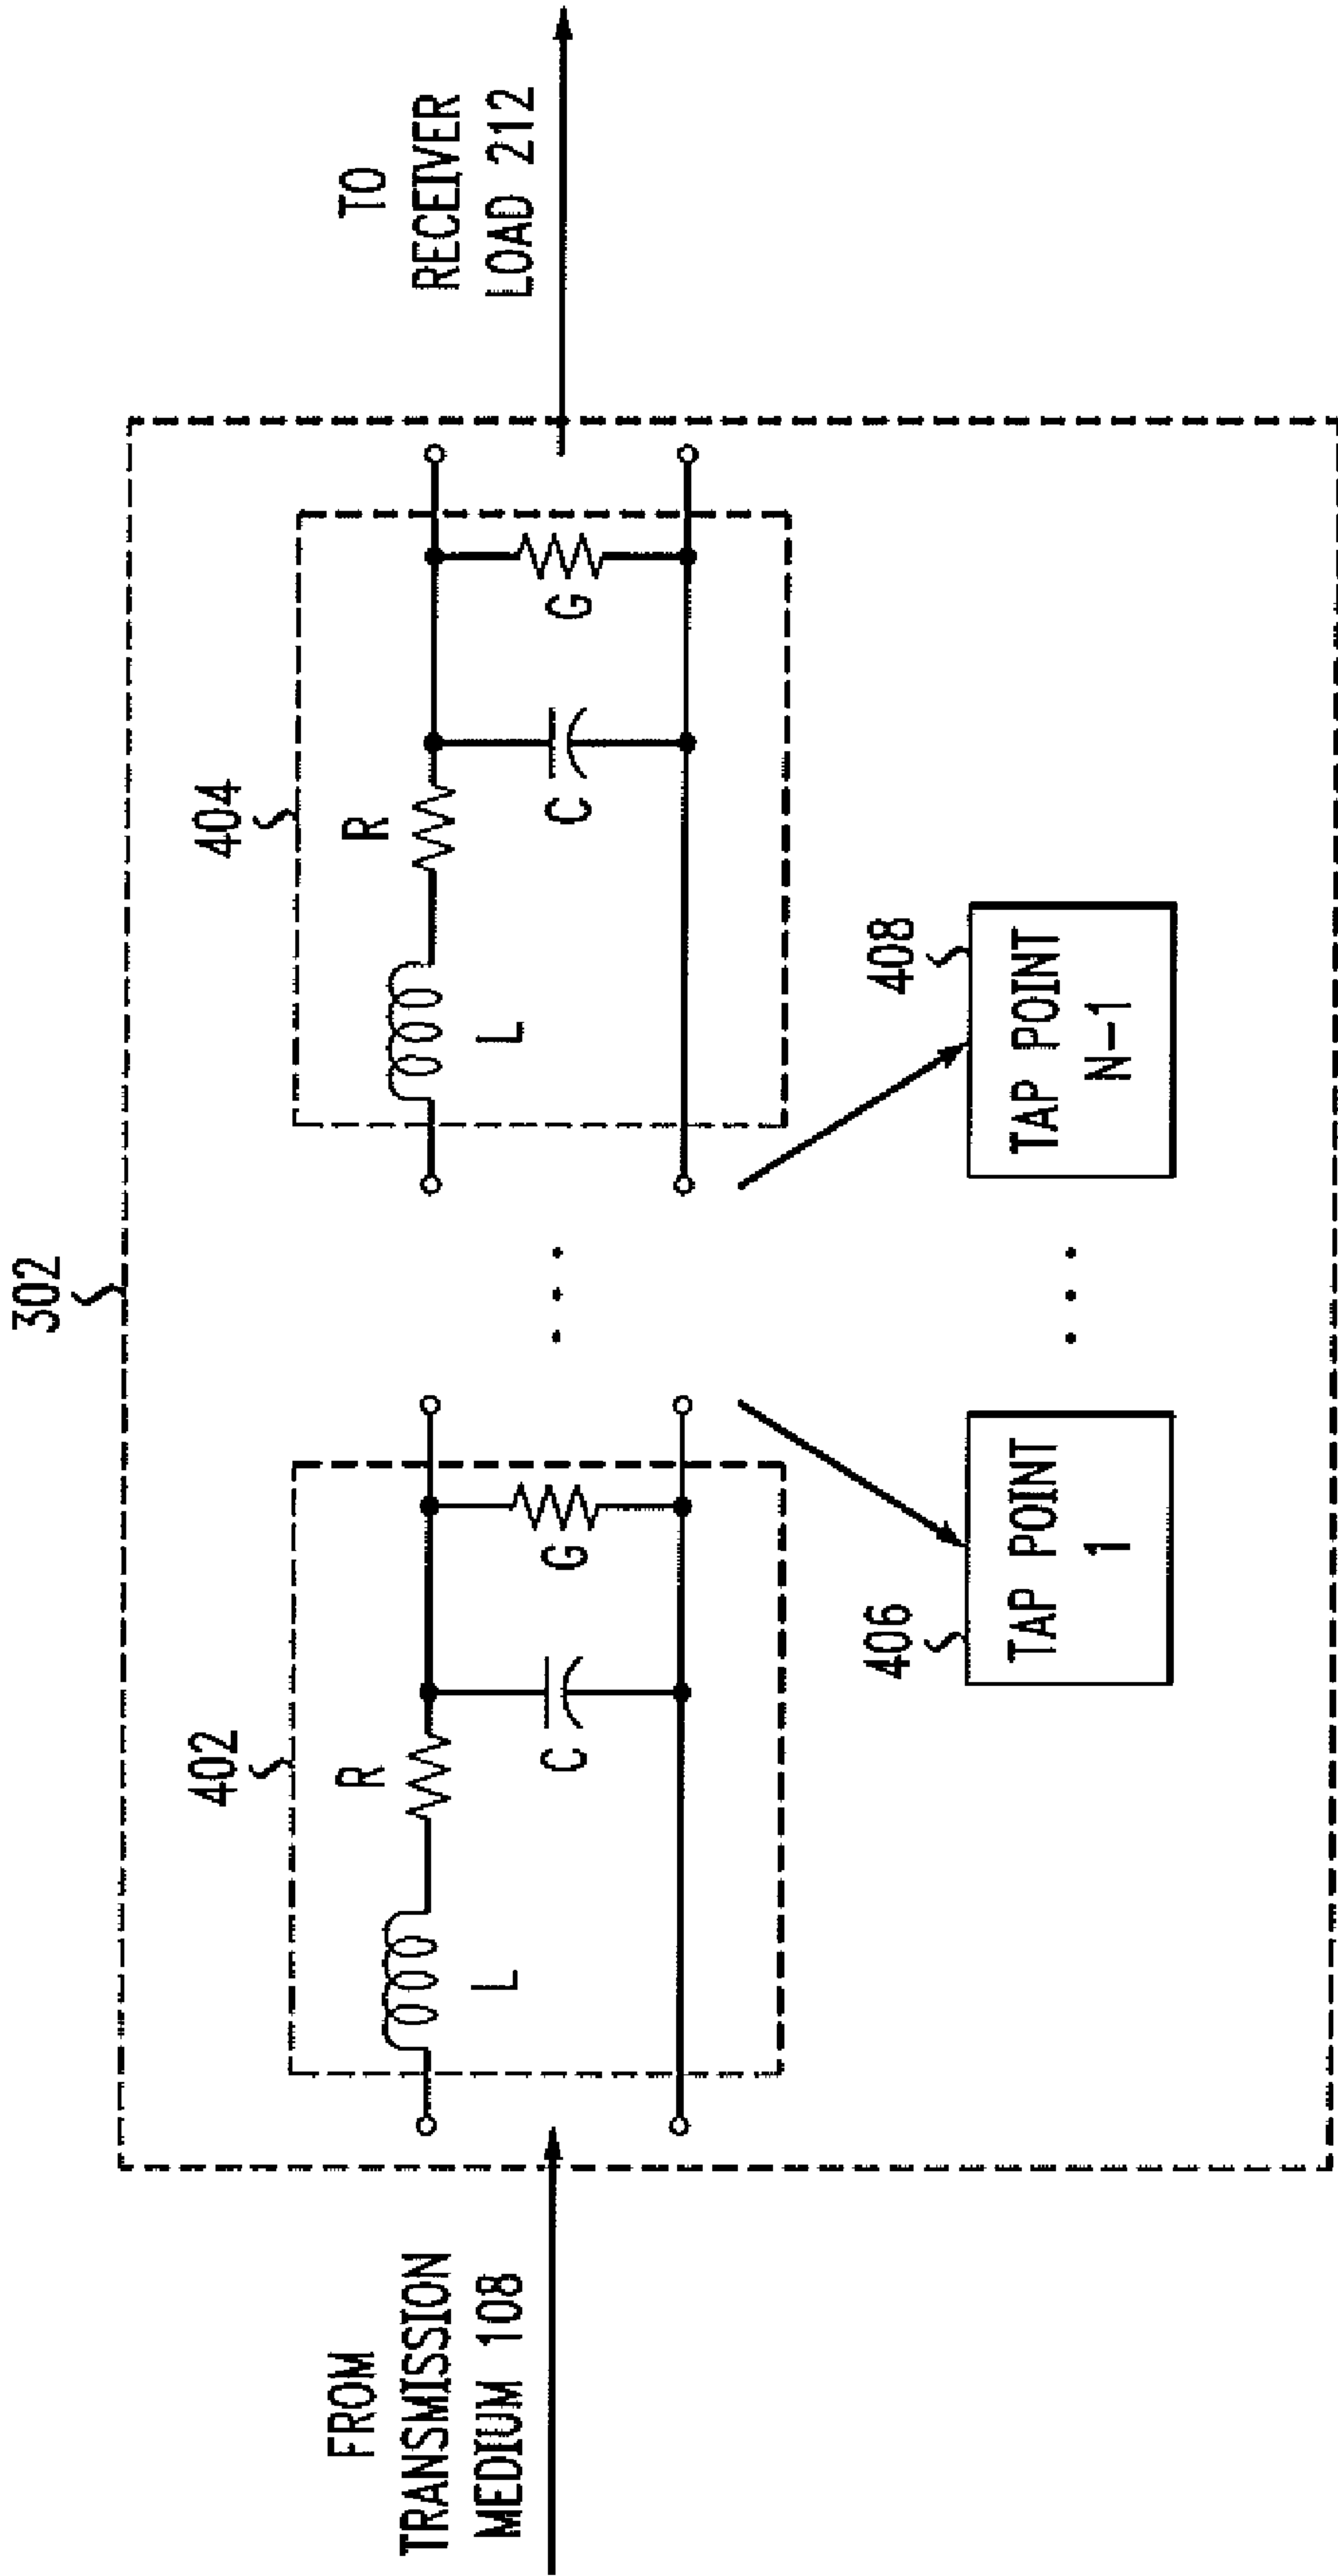 302
FROM
TRANSMISSION
MEDIUM 108
402
L
R
C
G
404
L
R
C
G
TO
RECEIVER
LOAD 212
406
TAP POINT
1
408
TAP POINT
N-1